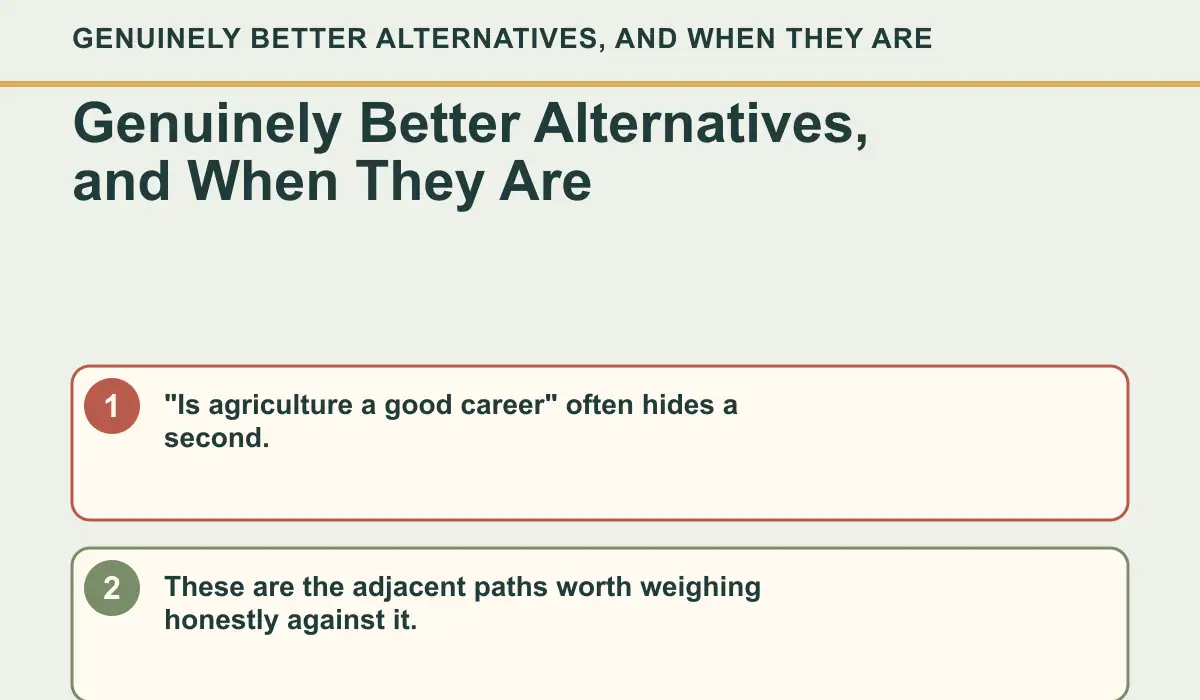 GENUINELY BETTER ALTERNATIVES, AND WHEN THEY ARE
Genuinely Better Alternatives,
and When They Are
1
"Is agriculture a good career" often hides a
second.
2
These are the adjacent paths worth weighing
honestly against it.